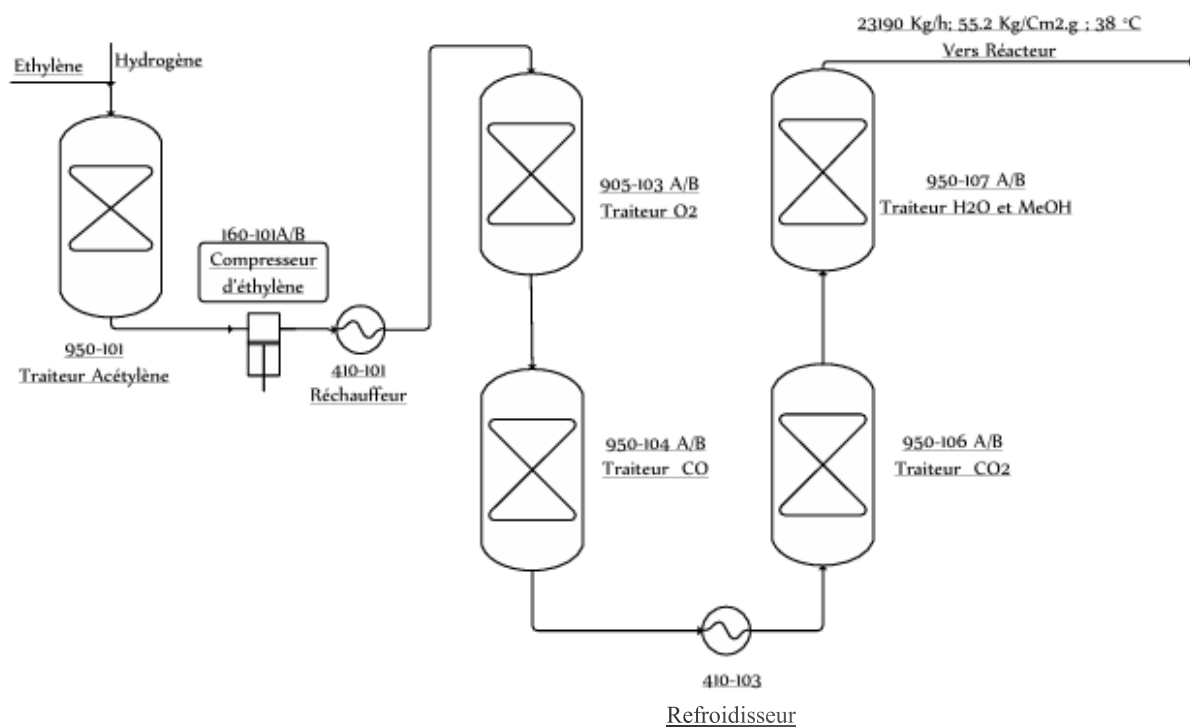 23190 Kg/h; 55.2 Kg/Cm2.g ; 38 °C
Vers Réacteur
Hydrogène
Ethylène
905-103 A/B
Traiteur O2
950-107 A/B
Traiteur H2O et MeOH
160-101A/B
Compresseur
d'éthylène
950-101
Traiteur Acétylène
410-101
Réchauffeur
950-104 A/B
Traiteur CO
950-106 A/B
Traiteur CO2
410-103
Refroidisseur